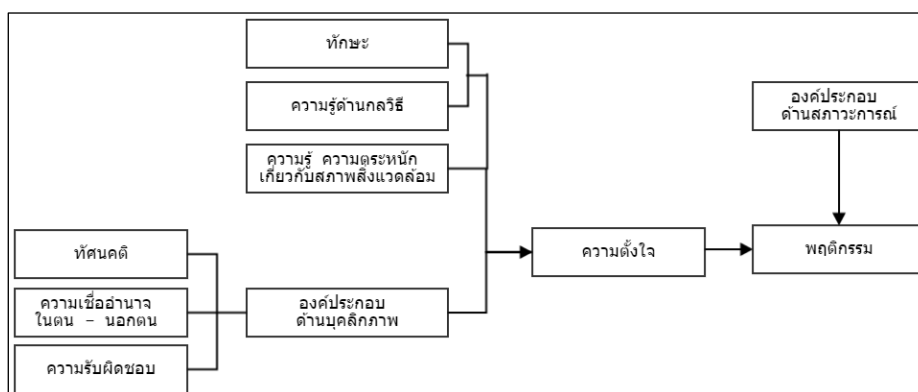 ทักษะ
ความรู้ด้านกลวิธี
ความรู้ ความตระหนัก
เกี่ยวกับสภาพสิ่งแวดล้อม
องค์ประกอบ
ด้านสภาวะการณ์
ทัศนคติ
ความตั้งใจ
พฤติกรรม
ความเชื่ออำนาจ
ในตน - นอกตน
องค์ประกอบ
ด้านบุคลิกภาพ
ความรับผิดชอบ